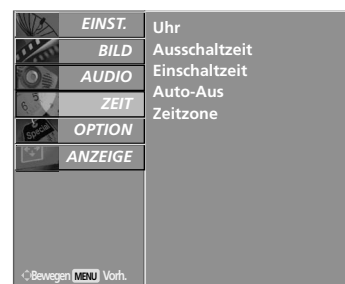 EINST.
BILD
AUDIO
ZEIT
OPTION
ANZEIGE
Uhr
Ausschaltzeit
Einschaltzeit
Auto-Aus
Zeitzone
Bewegen MENU Vorh.